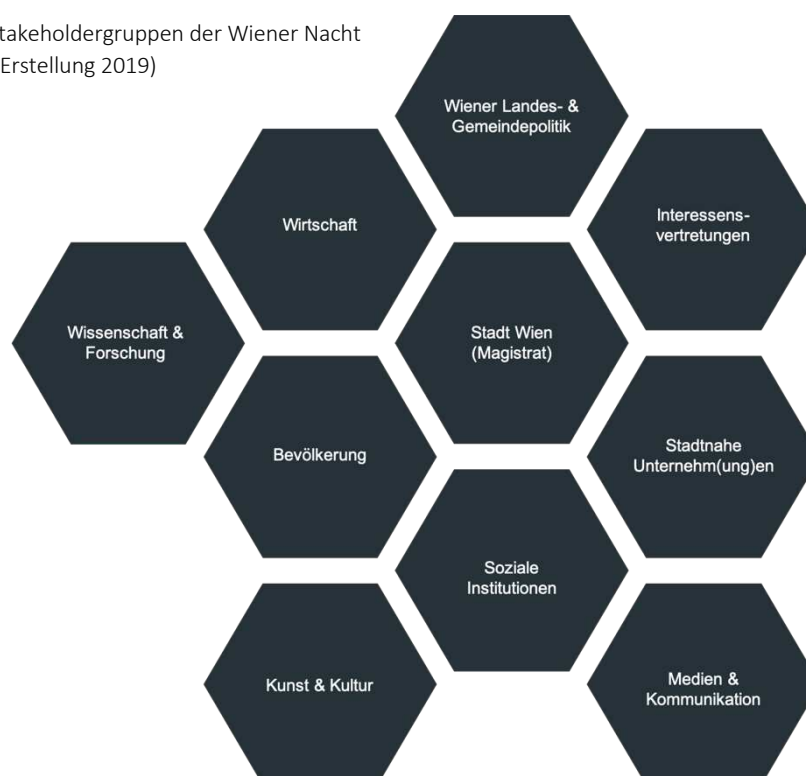 takeholdergruppen der Wiener Nacht
Erstellung 2019)
Wiener Landes- &
Gemeindepolitik
Wirtschaft
Interessens-
vertretungen
Wissenschaft &
Forschung
Stadt Wien
(Magistrat)
Bevölkerung
Stadtnahe
Unternehm(ung)en
Soziale
Institutionen
Kunst & Kultur
Medien &
Kommunikation